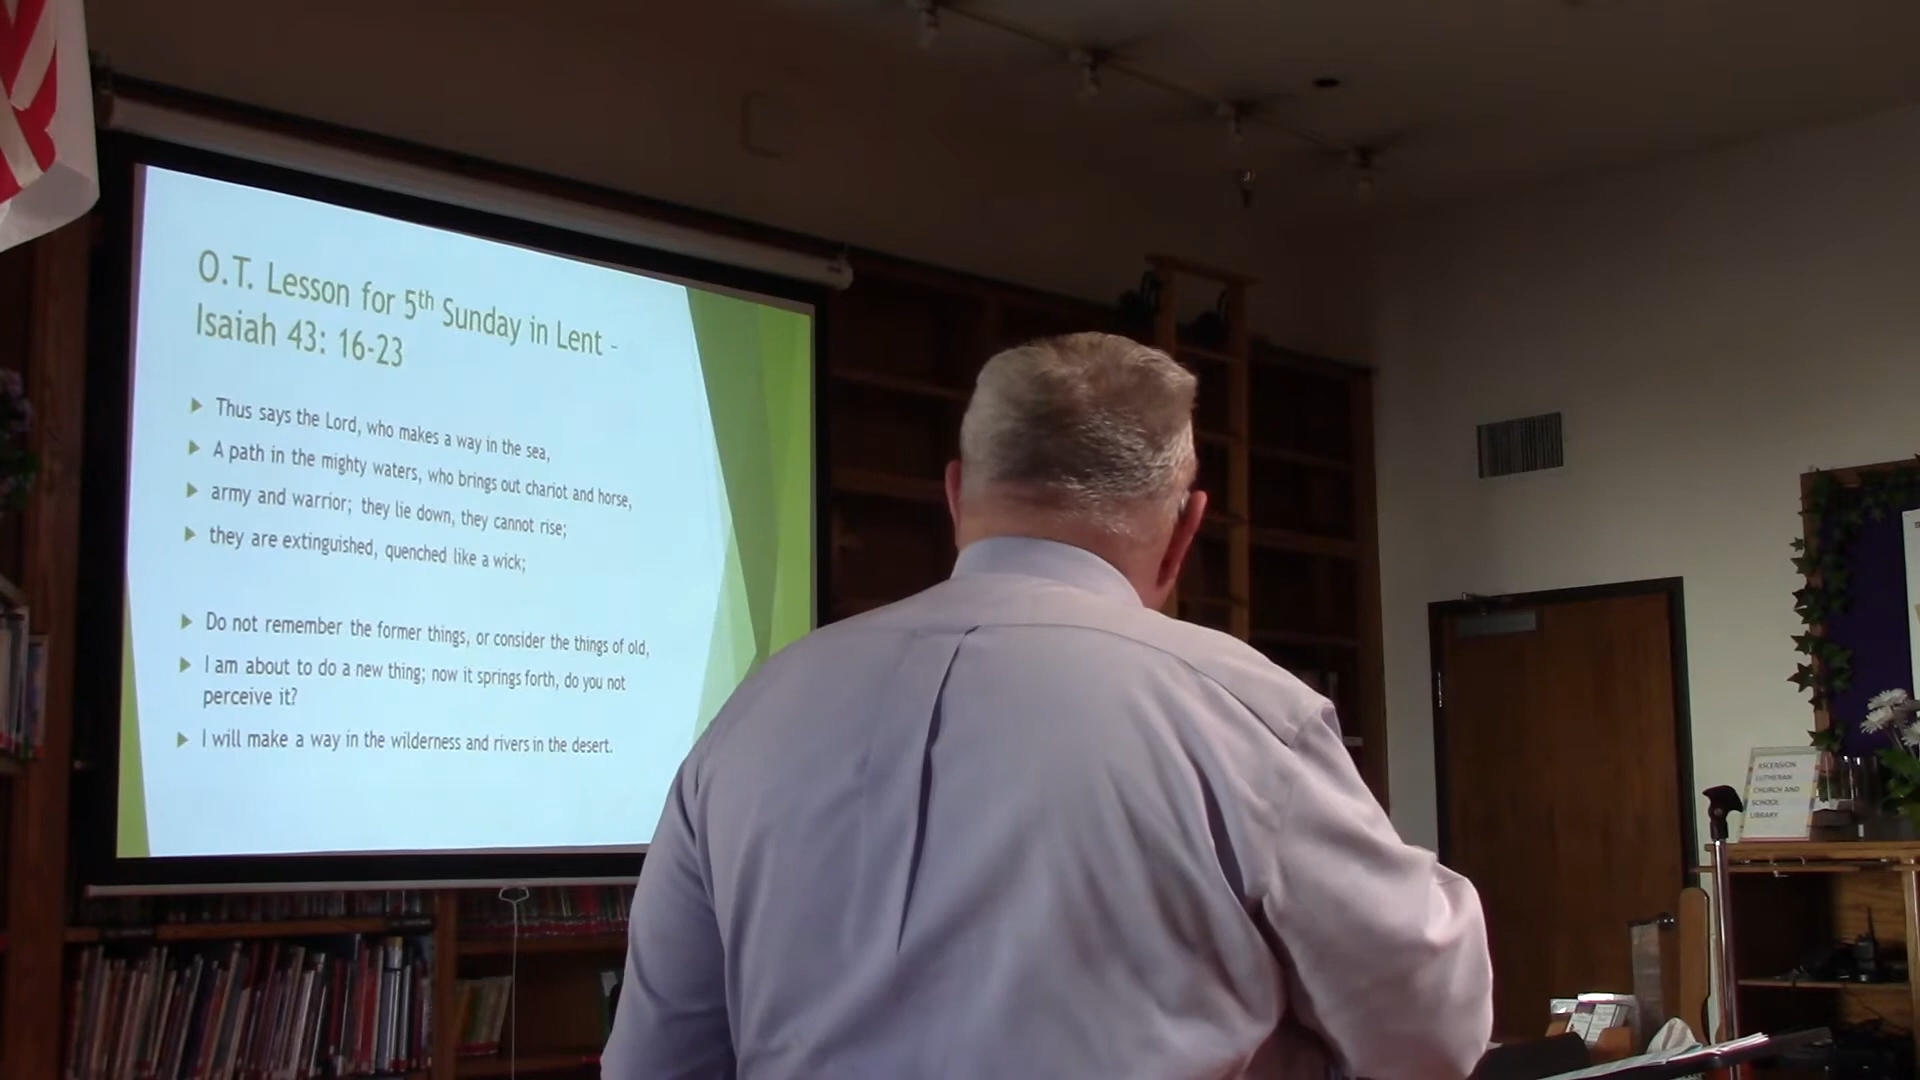 O.T. Lesson for 5th Sunday in Lent –
Isaiah 43: 16-23
Thus says the Lord, who makes a way in the sea,
A path in the mighty waters, who brings out chariot and horse,
army and warrior; they lie down, they cannot rise;
they are extinguished, quenched like a wick;
Do not remember the former things, or consider the things of old,
I am about to do a new thing; now it springs forth, do you not
perceive it?
I will make a way in the wilderness and rivers in the desert.
ASCENSION
LUTHERAN
CHURCH AND
SCHOOL
LIBRARY